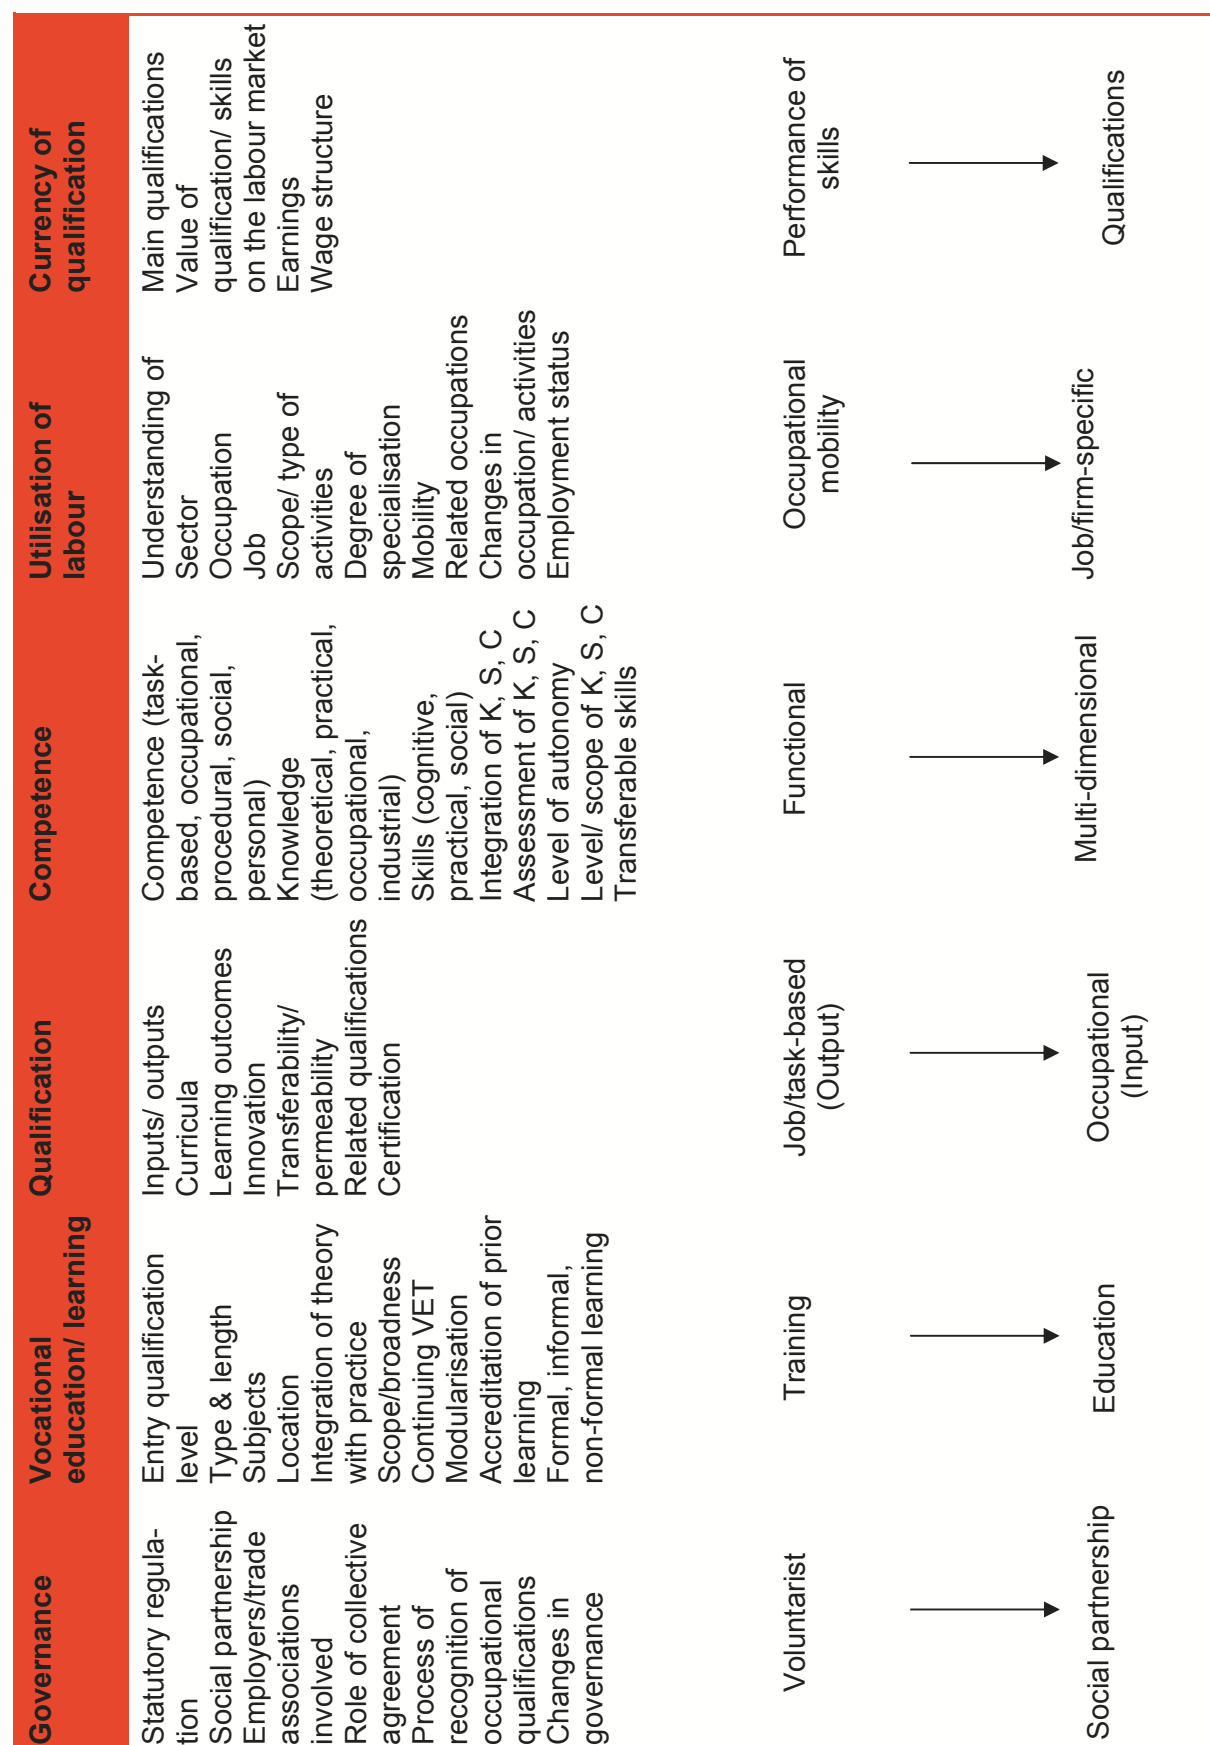 Governance
Statutory regula-
tion
Social partnership
Employers/trade
associations
involved
Role of collective
agreement
Process of
recognition of
occupational
qualifications
Changes in
governance
Voluntarist
Social partnership
Vocational
education/ learning
Entry qualification
level
Type & length
Subjects
Location
Integration of theory
with practice
Scope/broadness
Continuing VET
Modularisation
Accreditation of prior
learning
Formal, informal,
non-formal learning
Training
Education
Qualification
Inputs/ outputs
Curricula
Learning outcomes
Innovation
Transferability/
permeability
Related qualifications
Certification
Job/task-based
(Output)
Occupational
(Input)
Competence
Competence (task-
based, occupational,
procedural, social,
personal)
Knowledge
(theoretical, practical,
occupational,
industrial)
Skills (cognitive,
practical, social)
Integration of K, S, C
Assessment of K, S, C
Level of autonomy
Level/ scope of K, S, C
Transferable skills
Functional
Multi-dimensional
Utilisation of
labour
Understanding of
Sector
Occupation
Job
Scope/ type of
activities
Degree of
specialisation
Mobility
Related occupations
Changes in
occupation/ activities
Employment status
Occupational
mobility
Job/firm-specific
Currency of
qualification
Main qualifications
Value of
qualification/ skills
on the labour market
Earnings
Wage structure
Performance of
skills
Qualifications